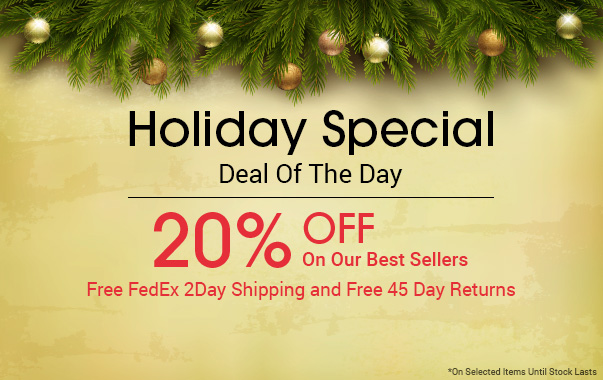 Holiday Special
Deal Of The Day
20% OFF
On Our Best Sellers
Free FedEx 2Day Shipping and Free 45 Day Returns
*On Selected Items Until Stock Lasts